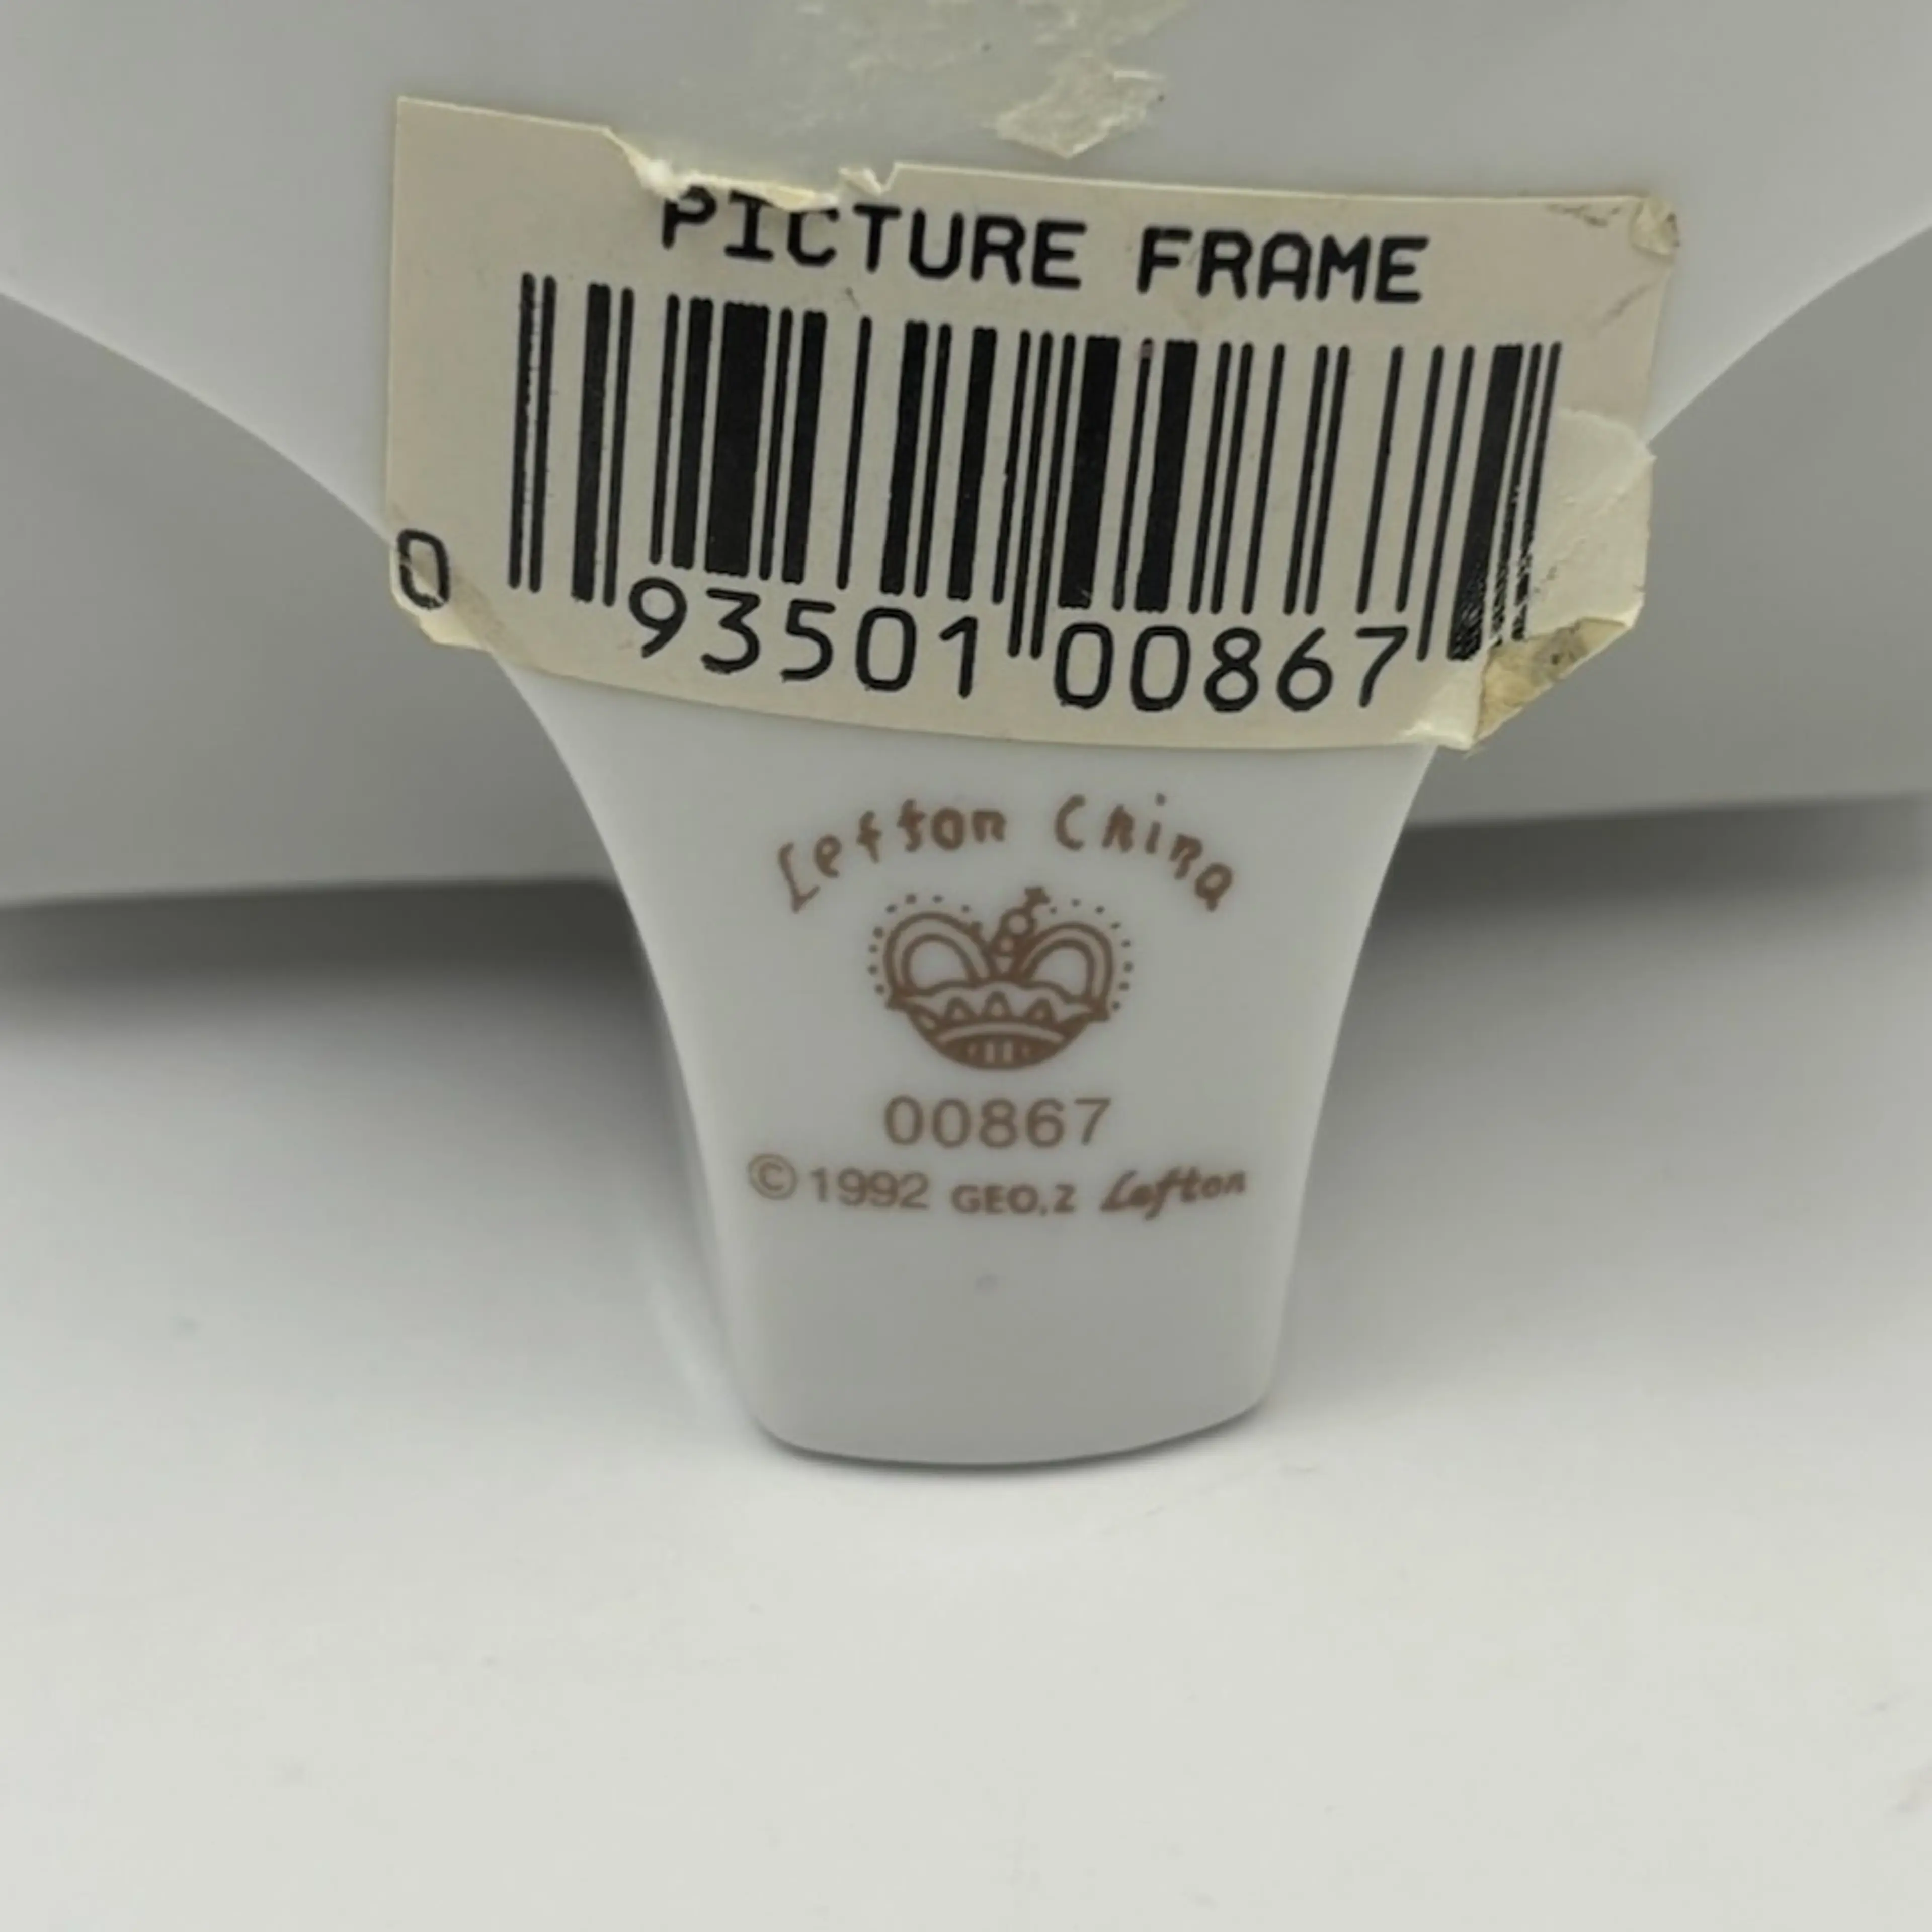 PICTURE FRAME
0 93501 00867
Lefton China
00867
© 1992 GEO.Z Lefton